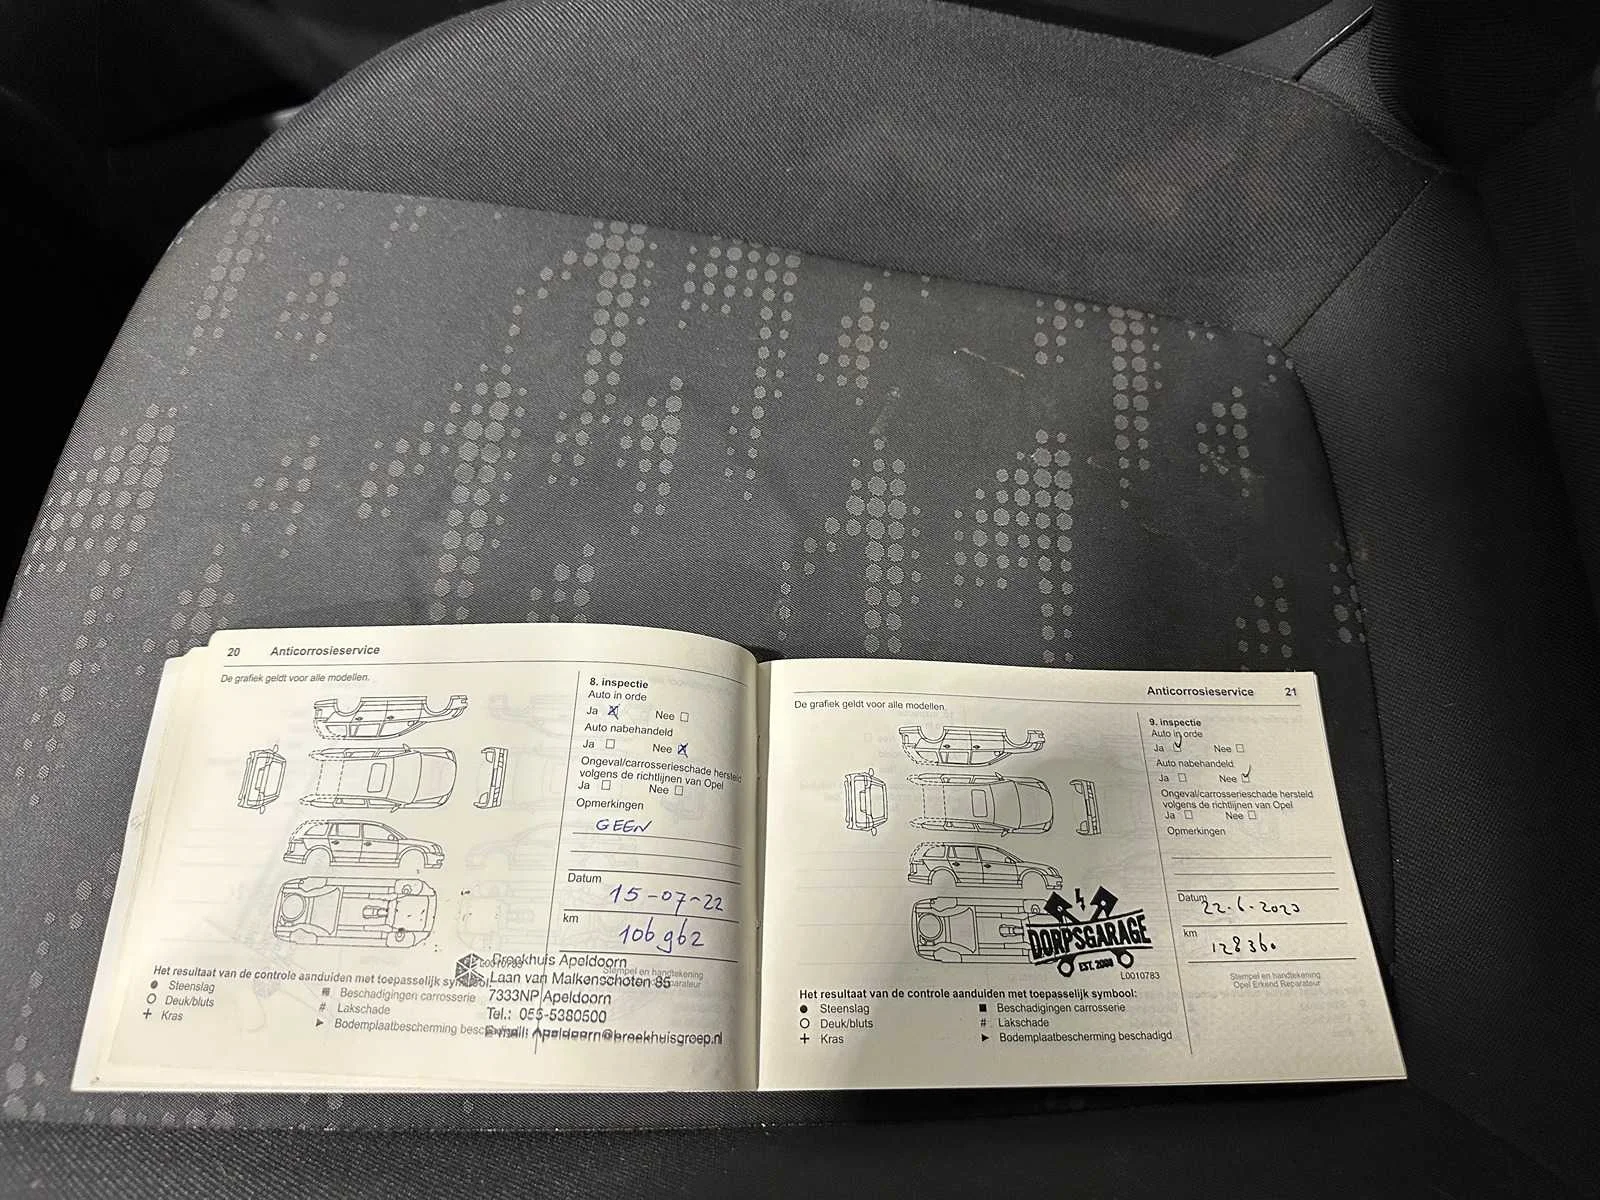 20 Anticorrosieservice
De grafiek geldt voor alle modellen.
8. inspectie
Auto in orde
Ja Nee
Auto nabehandeld
Ja Nee
Ongeval/carrosserieschade hersteld
volgens de richtlijnen van Opel
Ja Nee
Opmerkingen
GEEN
Datum 15-07-22
km 106962
Stempel en handtekening
Broekhuis Apeldoorn
Laan van Malkenschoten 85
7333NP Apeldoorn
Tel.: 055-5380500
E-mail: Apeldoorn@broekhuisgroep.nl
Het resultaat van de controle aanduiden met toepasselijk symbool:
Steenslag
Deuk/bluts
Kras
Beschadigingen carrosserie
Lakschade
Bodemplaatbescherming
Anticorrosieservice 21
De grafiek geldt voor alle modellen.
9. inspectie
Auto in orde
Ja Nee
Auto nabehandeld
Ja Nee
Ongeval/carrosserieschade hersteld
volgens de richtlijnen van Opel
Ja Nee
Opmerkingen
Datum 22-6-2023
km 128360
DORPSGARAGE
EST. 2008
L0010783
Stempel en handtekening
Opel Erkend Reparateur
Het resultaat van de controle aanduiden met toepasselijk symbool:
Steenslag
Deuk/bluts
Kras
Beschadigingen carrosserie
Lakschade
Bodemplaatbescherming beschadigd